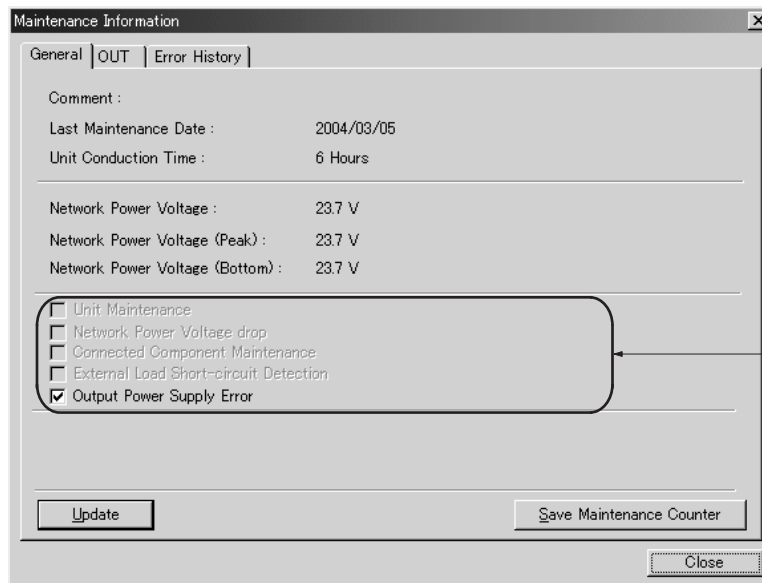 Maintenance Information
General OUT Error History
Comment :
Last Maintenance Date : 2004/03/05
Unit Conduction Time : 6 Hours
Network Power Voltage : 23.7 V
Network Power Voltage (Peak) : 23.7 V
Network Power Voltage (Bottom) : 23.7 V
Unit Maintenance
Network Power Voltage drop
Connected Component Maintenance
External Load Short-circuit Detection
Output Power Supply Error
Update Save Maintenance Counter
Close